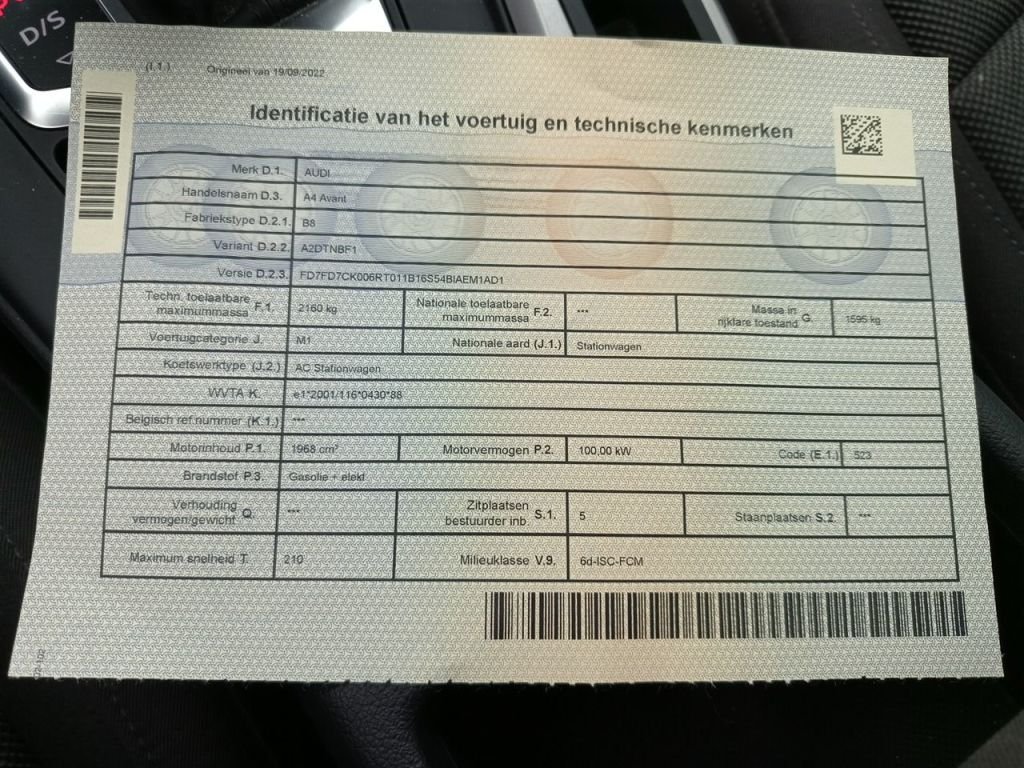 D/S
(I.1.) Origineel van 19/09/2022
Identificatie van het voertuig en technische kenmerken
Merk D.1. AUDI
Handelsnaam D.3. A4 Avant
Fabriekstype D.2.1. B8
Variant D.2.2. A2DTNBF1
Versie D.2.3. FD7FD7CK006RT011B16S54BIAEM1AD1
Techn. toelaatbare maximummassa F.1. 2160 kg Nationale toelaatbare maximummassa F.2. *** Massa in rijklare toestand G. 1595 kg
Voertuigcategorie J. M1 Nationale aard (J.1.) Stationwagen
Koetswerktype (J.2.) AC Stationwagen
WVTA K. e1*2001/116*0430*88
Belgisch ref.nummer (K.1.) ***
Motorinhoud P.1. 1968 cm³ Motorvermogen P.2. 100.00 kW Code (E.1.) 523
Brandstof P.3. Gasolie + elekt
Verhouding vermogen/gewicht Q. *** Zitplaatsen bestuurder inb. S.1. 5 Staanplaatsen S.2. ***
Maximum snelheid T. 210 Milieuklasse V.9. 6d-ISC-FCM